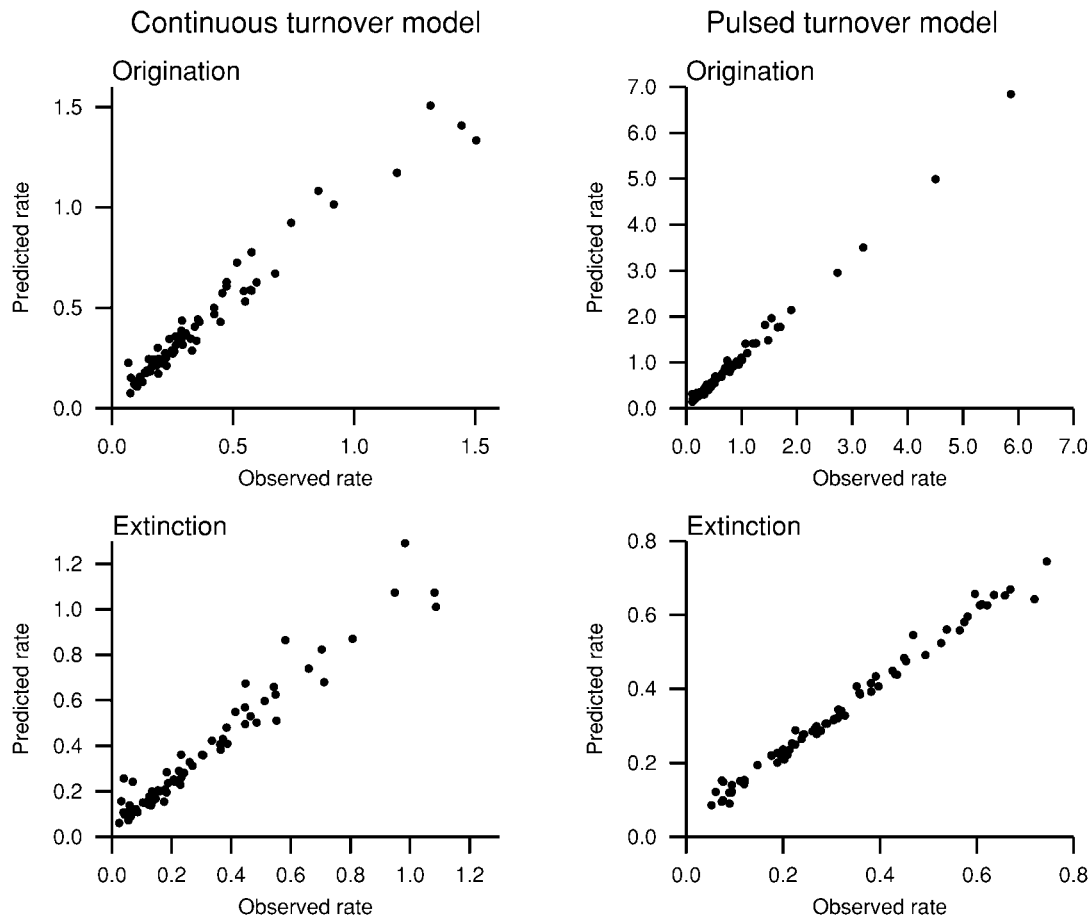 Continuous turnover model
Pulsed turnover model
Origination
1.5
1.0
0.5
0.0
Predicted rate
0.0 0.5 1.0 1.5
Observed rate
Origination
7.0
6.0
5.0
4.0
3.0
2.0
1.0
0.0
Predicted rate
0.0 1.0 2.0 3.0 4.0 5.0 6.0 7.0
Observed rate
Extinction
1.2
1.0
0.8
0.6
0.4
0.2
0.0
Predicted rate
0.0 0.2 0.4 0.6 0.8 1.0 1.2
Observed rate
Extinction
0.8
0.6
0.4
0.2
0.0
Predicted rate
0.0 0.2 0.4 0.6 0.8
Observed rate